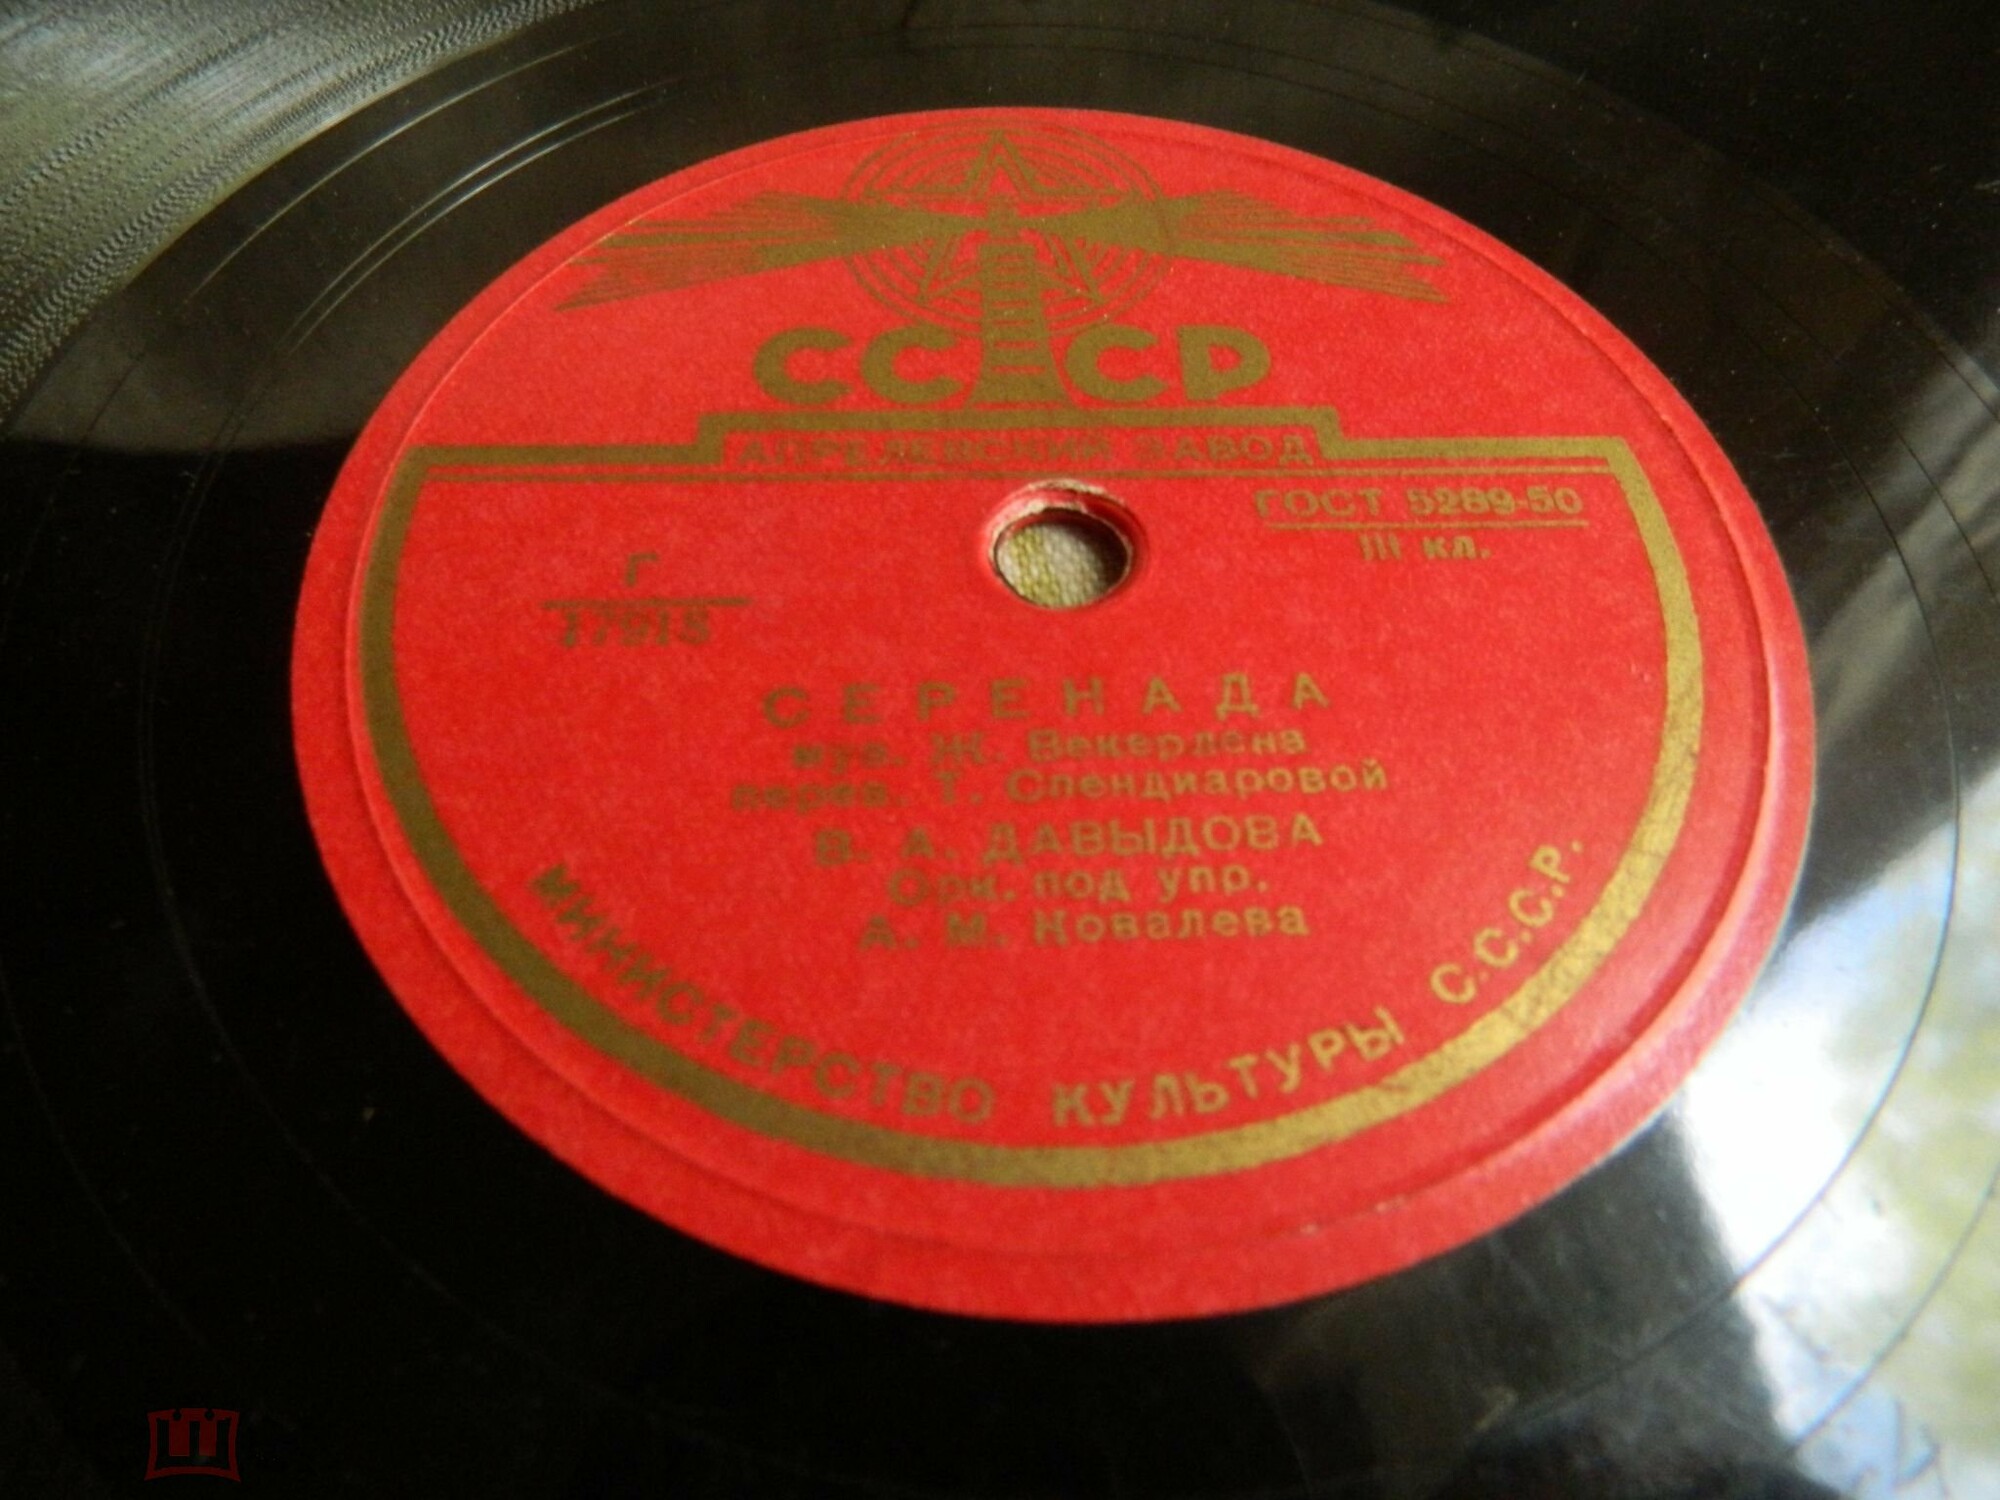 СССР
АПРЕЛЕВСКИЙ ЗАВОД
ГОСТ 5289-50
III кл.
Г
17915
СЕРЕНАДА
муз. Ж. Векерлена
перев. Т. Спендиаровой
В. А. ДАВЫДОВА
Орк. под упр.
А. М. Ковалева
МИНИСТЕРСТВО КУЛЬТУРЫ С.С.С.Р.